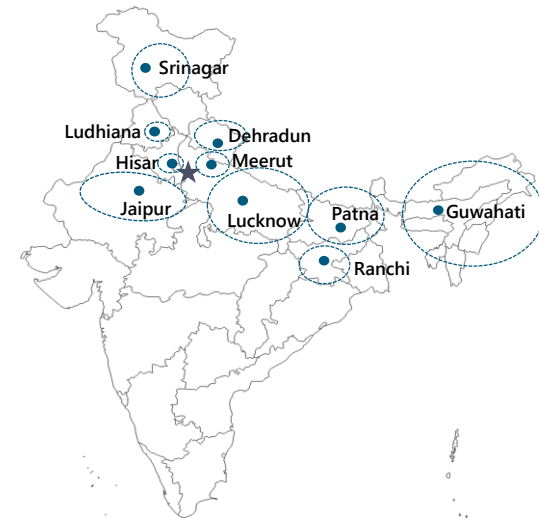 Srinagar
Ludhiana
Dehradun
Hisar
Meerut
Jaipur
Lucknow
Patna
Guwahati
Ranchi